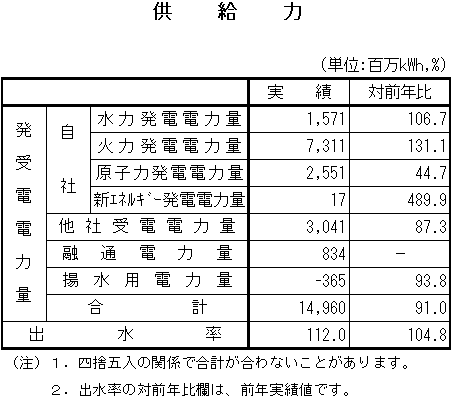 供 給 力
(単位:百万kWh,%)
実 績 対前年比
発受電電力量 自社 水力発電電力量 1,571 106.7
火力発電電力量 7,311 131.1
原子力発電電力量 2,551 44.7
新ｴﾈﾙｷﾞｰ発電電力量 17 489.9
他社受電電力量 3,041 87.3
融通電力量 834 －
揚水用電力量 -365 93.8
合 計 14,960 91.0
出 水 率 112.0 104.8
(注) １．四捨五入の関係で合計が合わないことがあります。
２．出水率の対前年比欄は、前年実績値です。